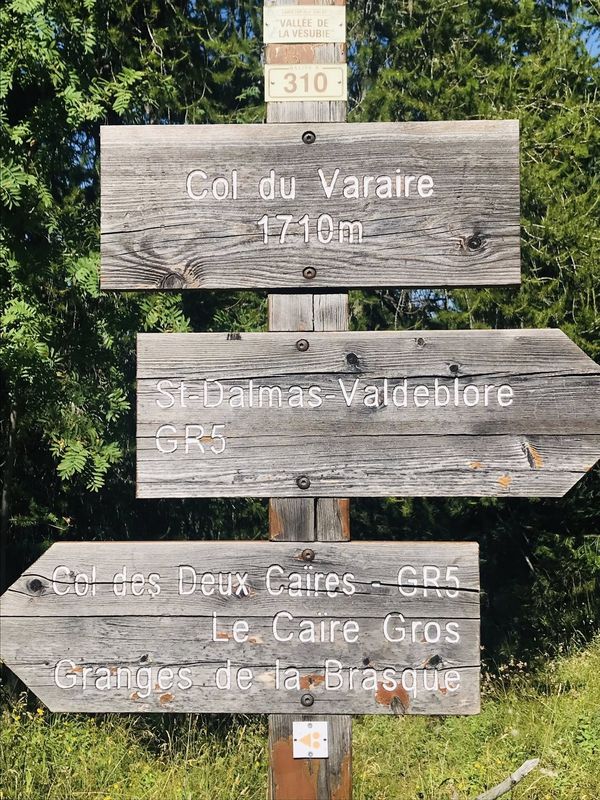 "VALLÉE DE
LA VÉSUBIE"
310
Col du Varaire
1710m
St-Dalmas-Valdeblore
GR5
Col des Deux Caïres - GR5
Le Caïre Gros
Granges de la Brasque